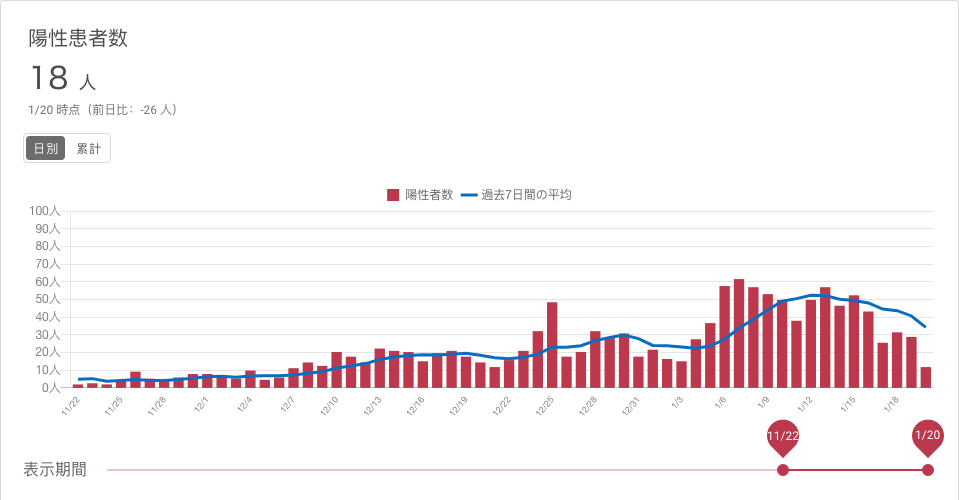 陽性患者数
18 人
1/20 時点（前日比：-26 人）
日別 累計
陽性者数 過去7日間の平均
100人
90人
80人
70人
60人
50人
40人
30人
20人
10人
0人
11/22 11/25 11/28 12/1 12/4 12/7 12/10 12/13 12/16 12/19 12/22 12/25 12/28 12/31 1/3 1/6 1/9 1/12 1/15 1/18
11/22 1/20
表示期間